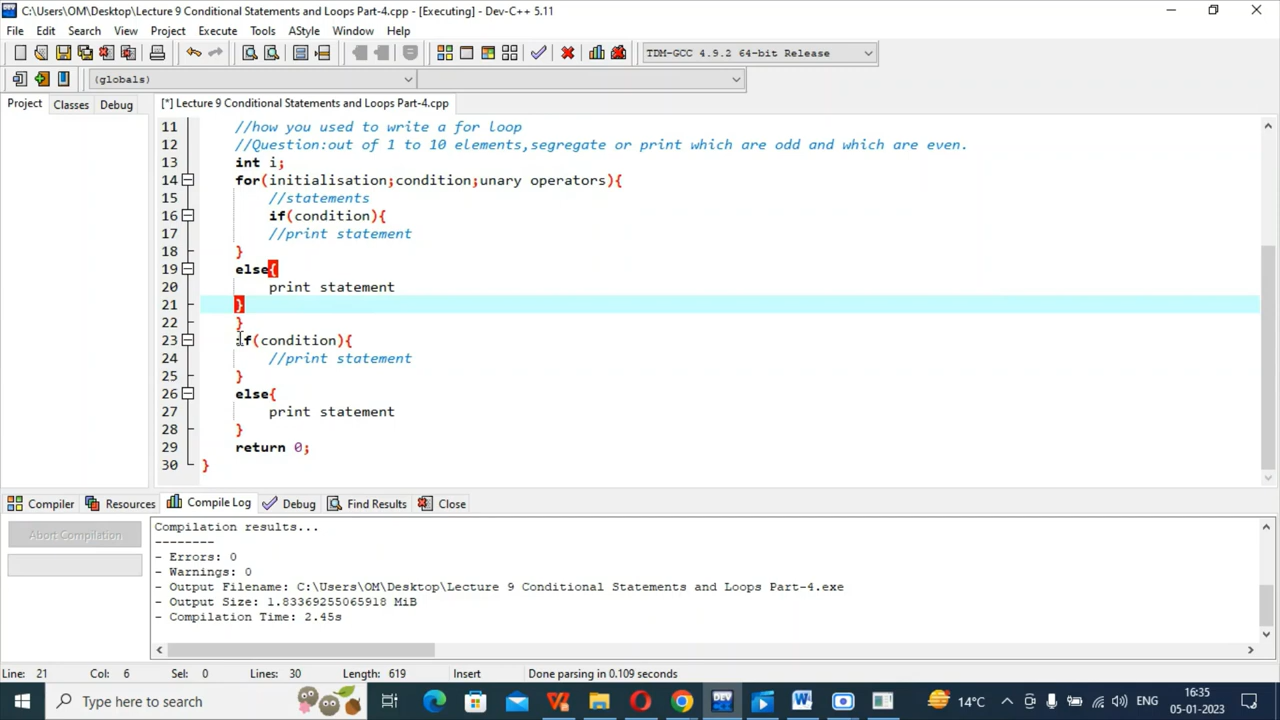 C:\Users\OM\Desktop\Lecture 9 Conditional Statements and Loops Part-4.cpp - [Executing] - Dev-C++ 5.11
File Edit Search View Project Execute Tools AStyle Window Help
TDM-GCC 4.9.2 64-bit Release
(globals)
Project Classes Debug [*] Lecture 9 Conditional Statements and Loops Part-4.cpp
11 //how you used to write a for loop
12 //Question:out of 1 to 10 elements,segregate or print which are odd and which are even.
13 int i;
14 for(initialisation;condition;unary operators){
15 //statements
16 if(condition){
17 //print statement
18 }
19 else{
20 print statement
21 }
22 }
23 if(condition){
24 //print statement
25 }
26 else{
27 print statement
28 }
29 return 0;
30 }
Compiler Resources Compile Log Debug Find Results Close
Abort Compilation
Compilation results...
--------
- Errors: 0
- Warnings: 0
- Output Filename: C:\Users\OM\Desktop\Lecture 9 Conditional Statements and Loops Part-4.exe
- Output Size: 1.83369255065918 MiB
- Compilation Time: 2.45s
Line: 21 Col: 6 Sel: 0 Lines: 30 Length: 619 Insert Done parsing in 0.109 seconds
Type here to search
DEV
14°C
ENG
16:35
05-01-2023